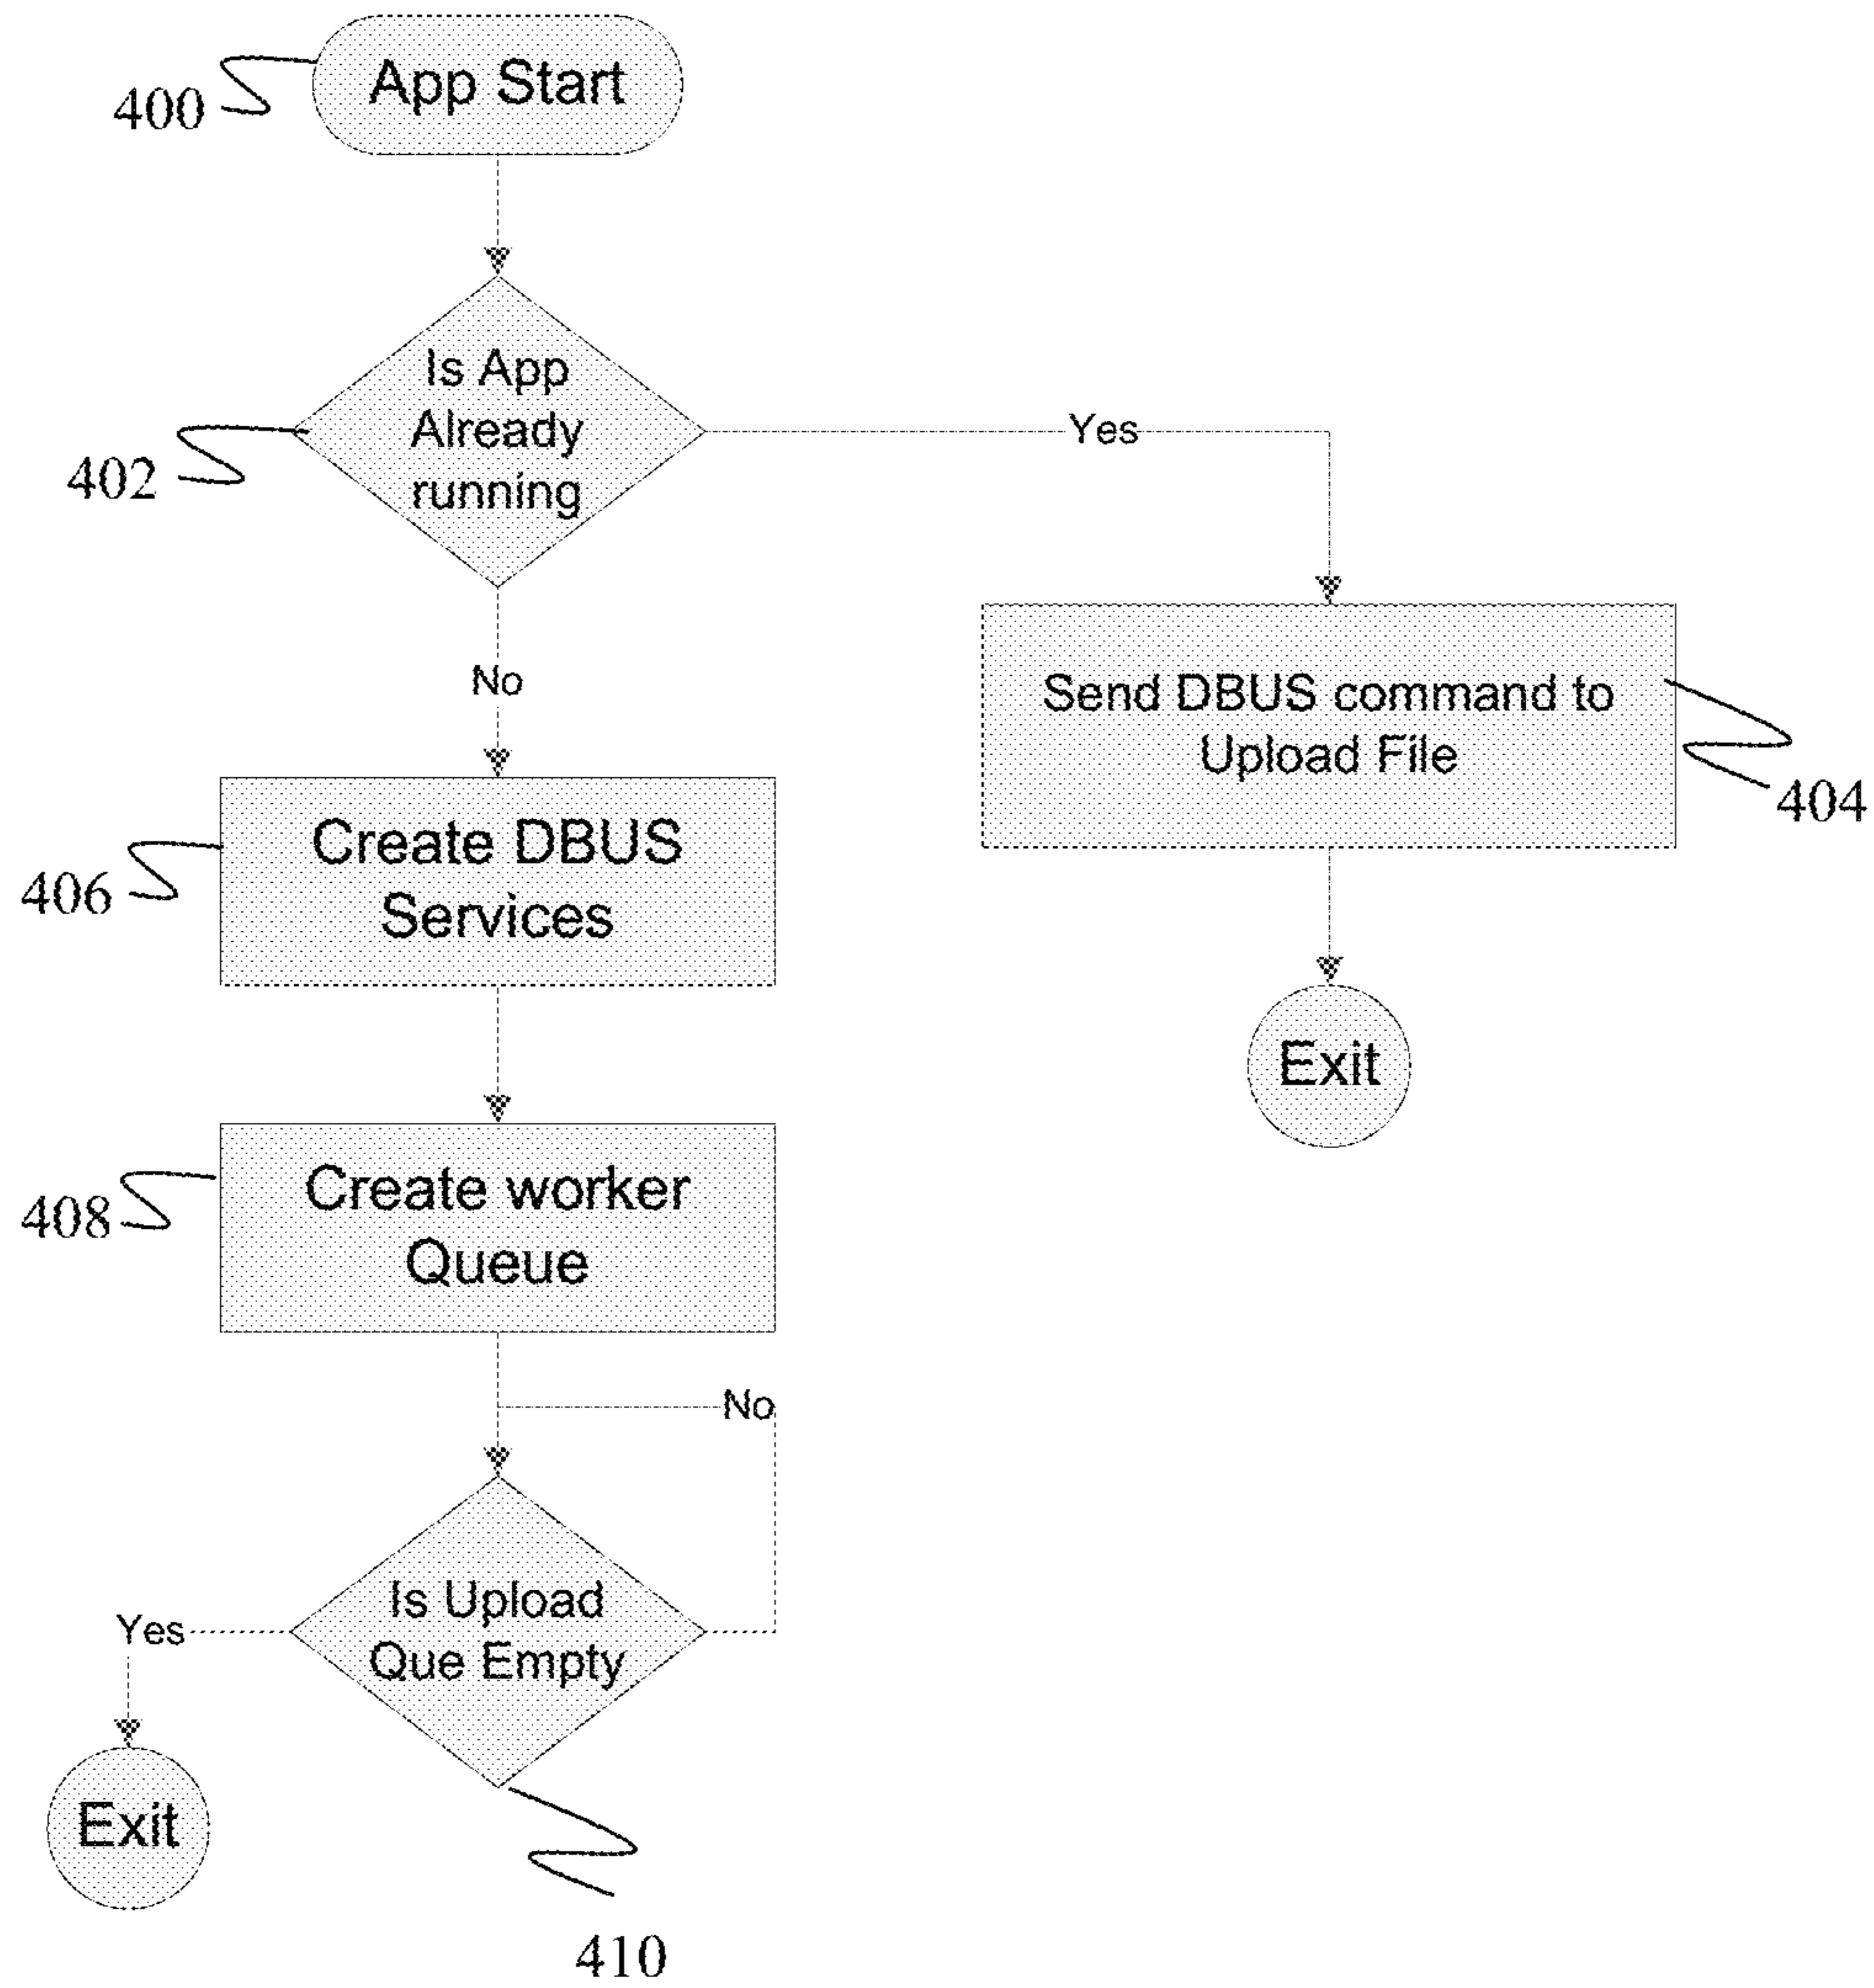 App Start
400
Is App
Already
running
402
Yes
No
Send DBUS command to
Upload File
404
Create DBUS
Services
406
Exit
Create worker
Queue
408
No
Is Upload
Que Empty
Yes
Exit
410